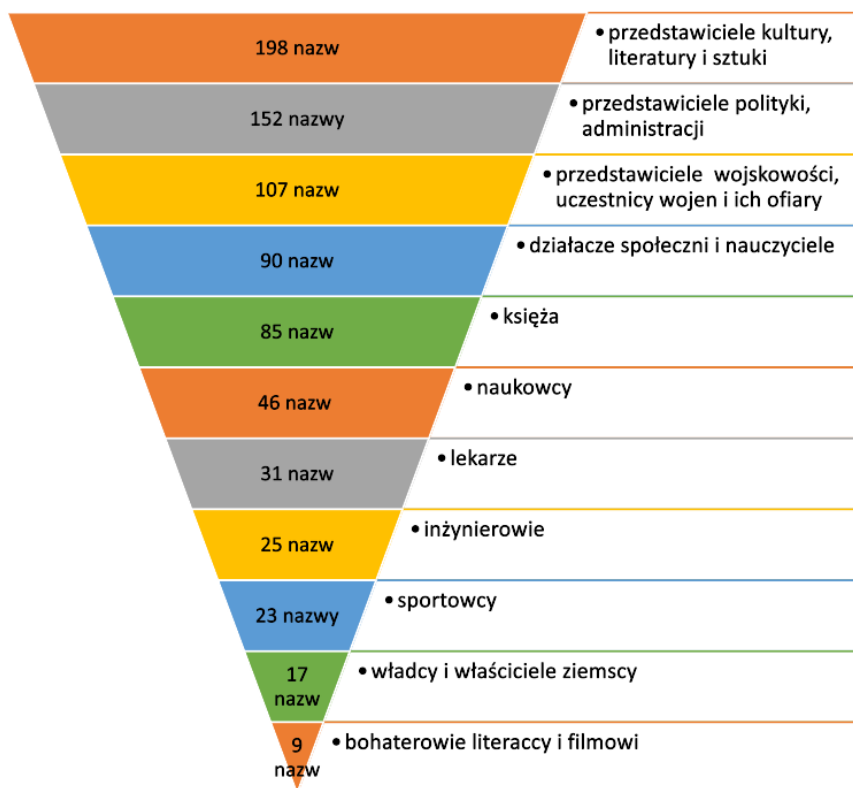 198 nazw
• przedstawiciele kultury,
literatury i sztuki
152 nazwy
• przedstawiciele polityki,
administracji
107 nazw
• przedstawiciele wojskowości,
uczestnicy wojen i ich ofiary
90 nazw
• działacze społeczni i nauczyciele
85 nazw
• księża
46 nazw
• naukowcy
31 nazw
• lekarze
25 nazw
• inżynierowie
23 nazwy
• sportowcy
17
nazw
• władcy i właściciele ziemscy
9
nazw
• bohaterowie literaccy i filmowi